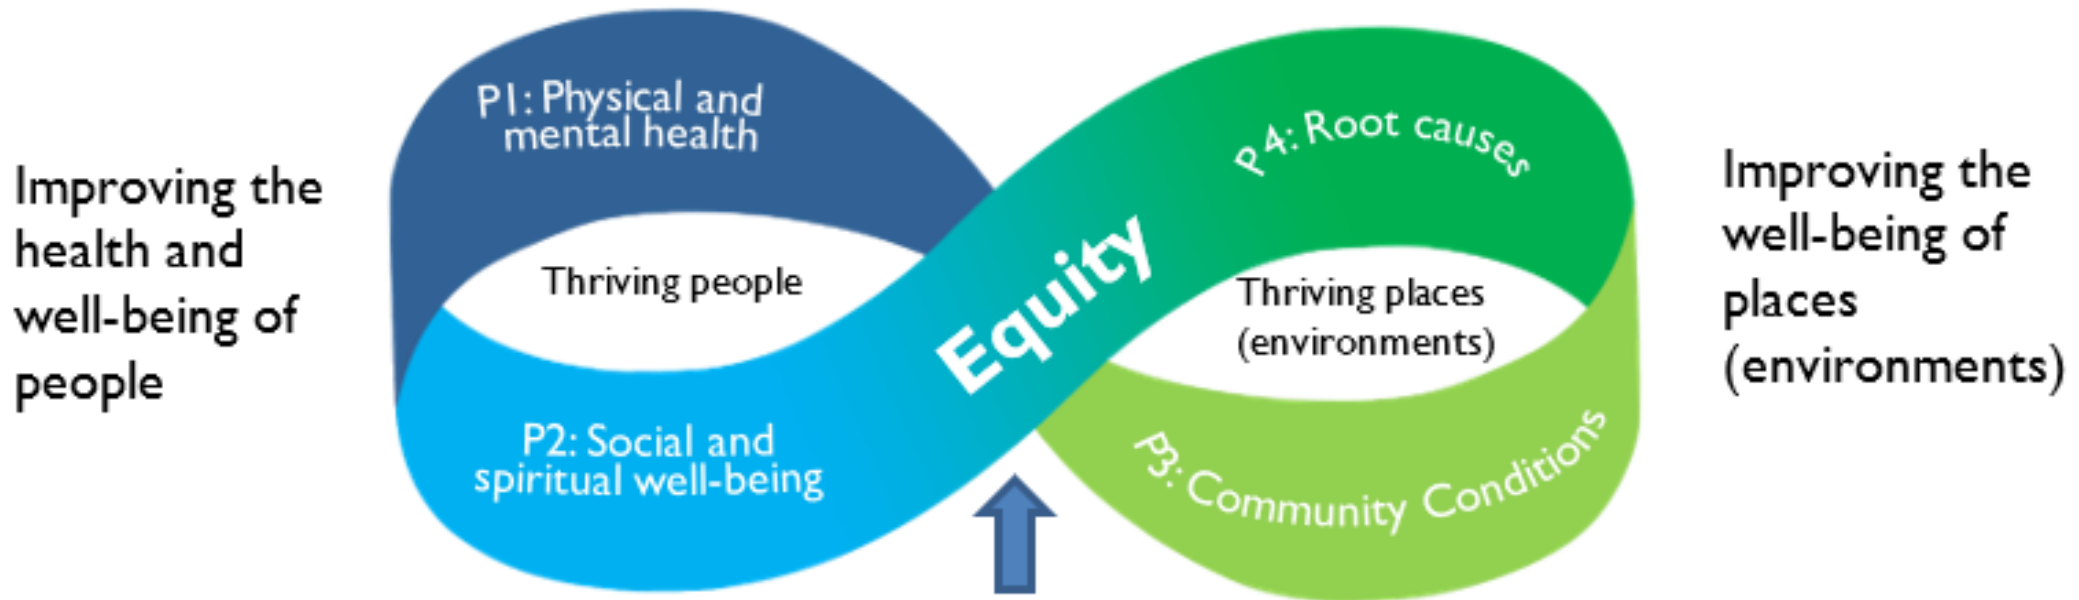 Improving the
health and
well-being of
people
P1: Physical and
mental health
Thriving people
P2: Social and
spiritual well-being
Equity
P4: Root causes
Thriving places
(environments)
P3: Community Conditions
Improving the
well-being of
places
(environments)